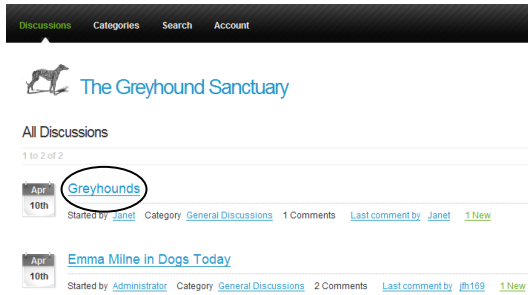 Discussions Categories Search Account
The Greyhound Sanctuary
All Discussions
1 to 2 of 2
Apr 10th
Greyhounds
Started by Janet Category General Discussions 1 Comments Last comment by Janet 1 New
Apr 10th
Emma Milne in Dogs Today
Started by Administrator Category General Discussions 2 Comments Last comment by jfh169 1 New